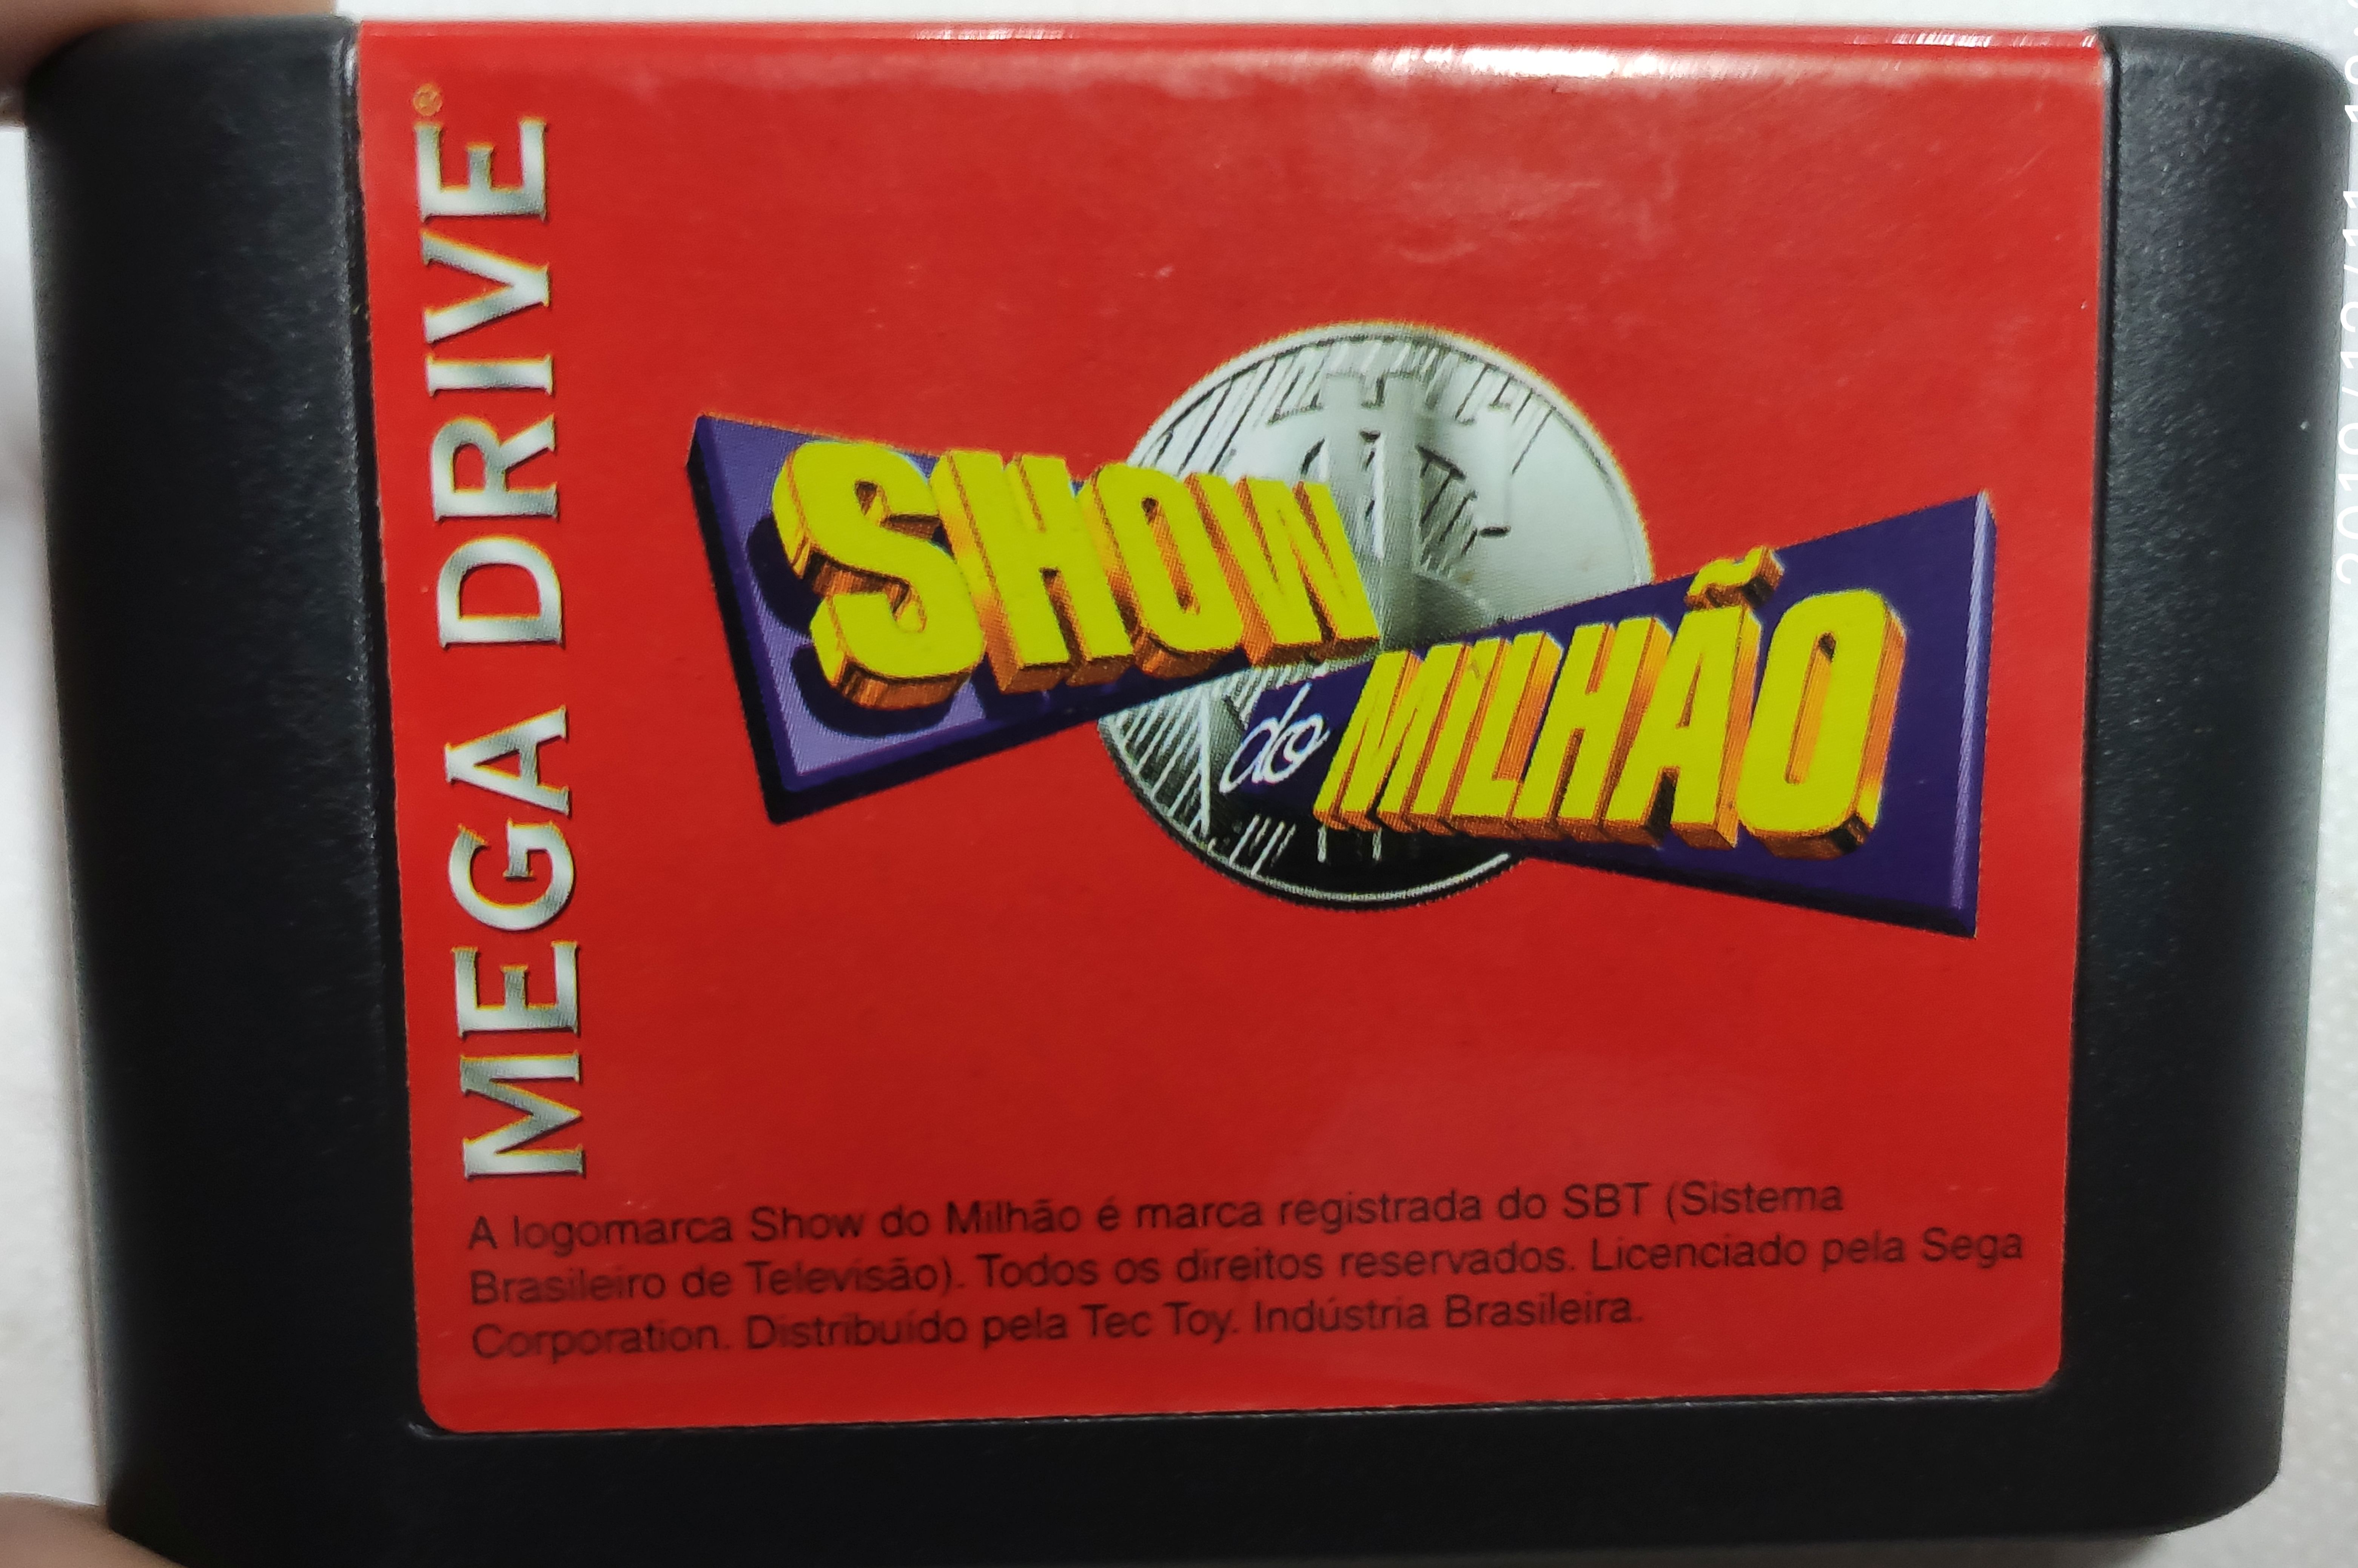 MEGA DRIVE
SHOW
do MILHÃO
A logomarca Show do Milhão é marca registrada do SBT (Sistema
Brasileiro de Televisão). Todos os direitos reservados. Licenciado pela Sega
Corporation. Distribuído pela Tec Toy. Indústria Brasileira.